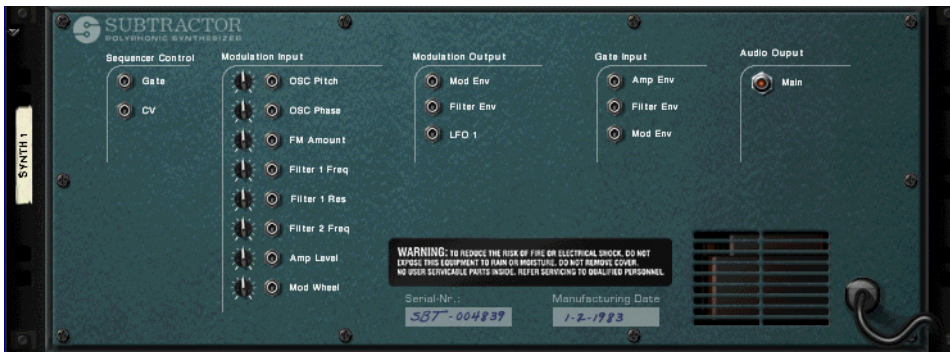 SUBTRACTOR
POLYPHONIC SYNTHESIZER
Sequencer Control
Gate
CV
Modulation Input
OSC Pitch
OSC Phase
FM Amount
Filter 1 Freq
Filter 1 Res
Filter 2 Freq
Amp Level
Mod Wheel
Modulation Output
Mod Env
Filter Env
LFO 1
Gate Input
Amp Env
Filter Env
Mod Env
Audio Ouput
Main
SYNTH 1
WARNING: TO REDUCE THE RISK OF FIRE OR ELECTRICAL SHOCK, DO NOT
EXPOSE THIS EQUIPMENT TO RAIN OR MOISTURE. DO NOT REMOVE COVER.
NO USER SERVICABLE PARTS INSIDE. REFER SERVICING TO QUALIFIED PERSONNEL.
Serial-Nr.:
SBT-004839
Manufacturing Date
1-2-1983